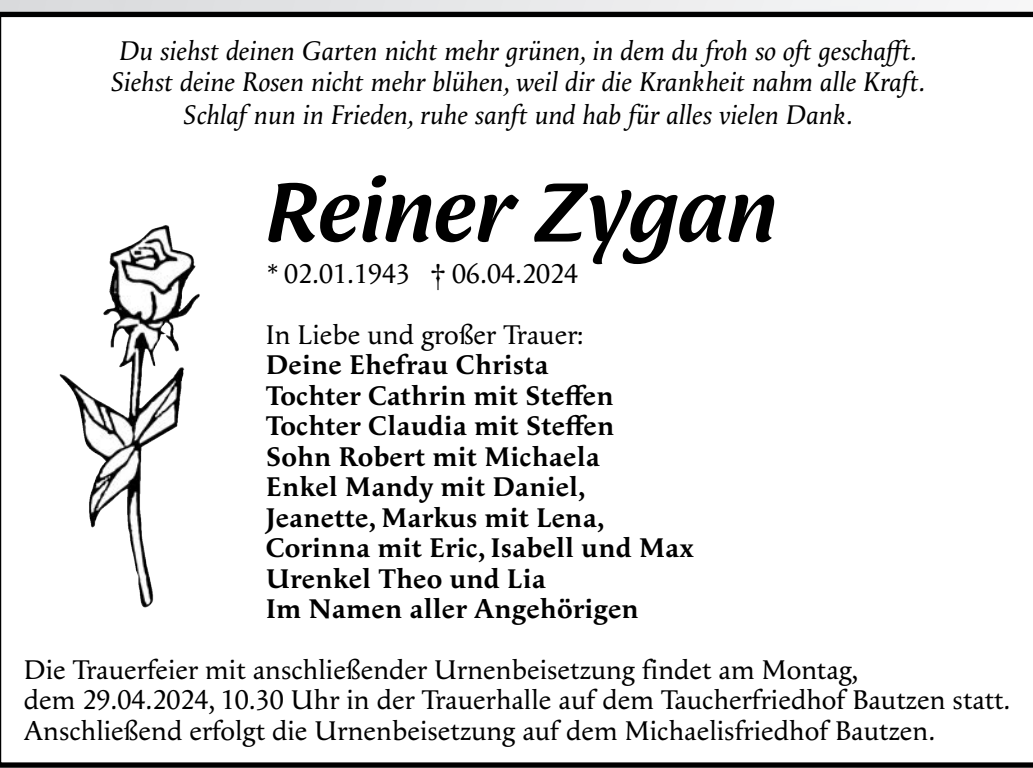 Du siehst deinen Garten nicht mehr grünen, in dem du froh so oft geschafft.
Siehst deine Rosen nicht mehr blühen, weil dir die Krankheit nahm alle Kraft.
Schlaf nun in Frieden, ruhe sanft und hab für alles vielen Dank.
Reiner Zygan
* 02.01.1943 † 06.04.2024
In Liebe und großer Trauer:
Deine Ehefrau Christa
Tochter Cathrin mit Steffen
Tochter Claudia mit Steffen
Sohn Robert mit Michaela
Enkel Mandy mit Daniel,
Jeanette, Markus mit Lena,
Corinna mit Eric, Isabell und Max
Urenkel Theo und Lia
Im Namen aller Angehörigen
Die Trauerfeier mit anschließender Urnenbeisetzung findet am Montag,
dem 29.04.2024, 10.30 Uhr in der Trauerhalle auf dem Taucherfriedhof Bautzen statt.
Anschließend erfolgt die Urnenbeisetzung auf dem Michaelisfriedhof Bautzen.